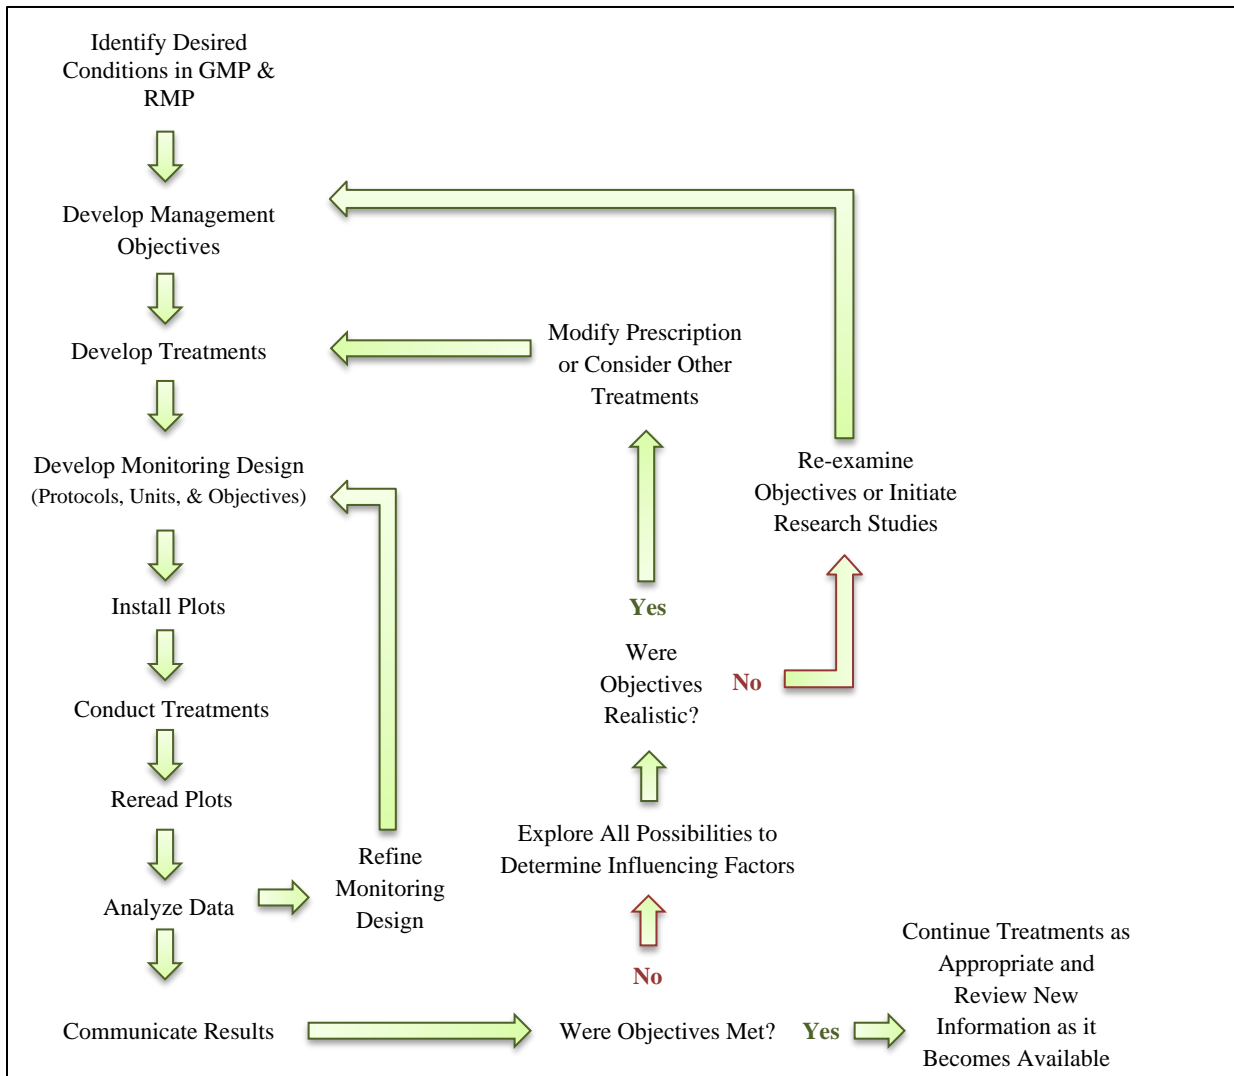 Identify Desired
Conditions in GMP &
RMP
Develop Management
Objectives
Develop Treatments
Develop Monitoring Design
(Protocols, Units, & Objectives)
Install Plots
Conduct Treatments
Reread Plots
Analyze Data
Communicate Results
Refine
Monitoring
Design
Modify Prescription
or Consider Other
Treatments
Yes
Were
Objectives
Realistic?
No
Explore All Possibilities to
Determine Influencing Factors
No
Were Objectives Met?
Yes
Re-examine
Objectives or Initiate
Research Studies
Continue Treatments as
Appropriate and
Review New
Information as it
Becomes Available